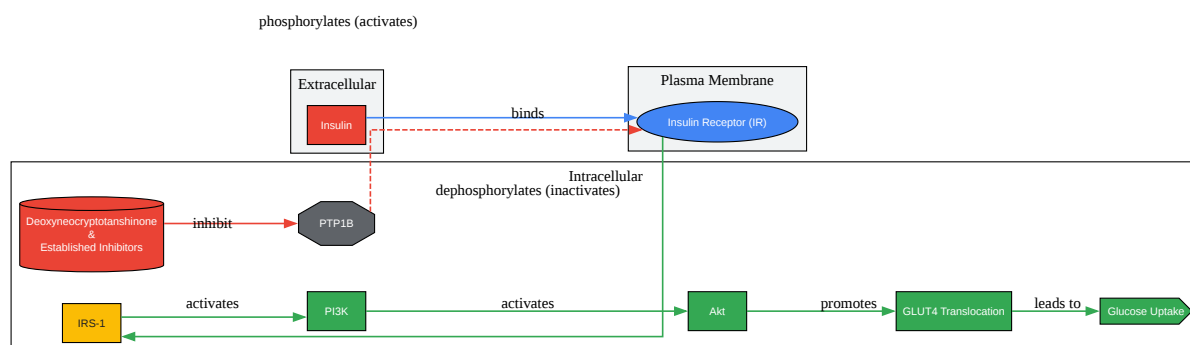 phosphorylates (activates)
Extracellular
Plasma Membrane
Insulin
binds
Insulin Receptor (IR)
Intracellular
dephosphorylates (inactivates)
Deoxyneocryptotanshinone
&
Established Inhibitors
inhibit
PTP1B
IRS-1
activates
PI3K
activates
Akt
promotes
GLUT4 Translocation
leads to
Glucose Uptake